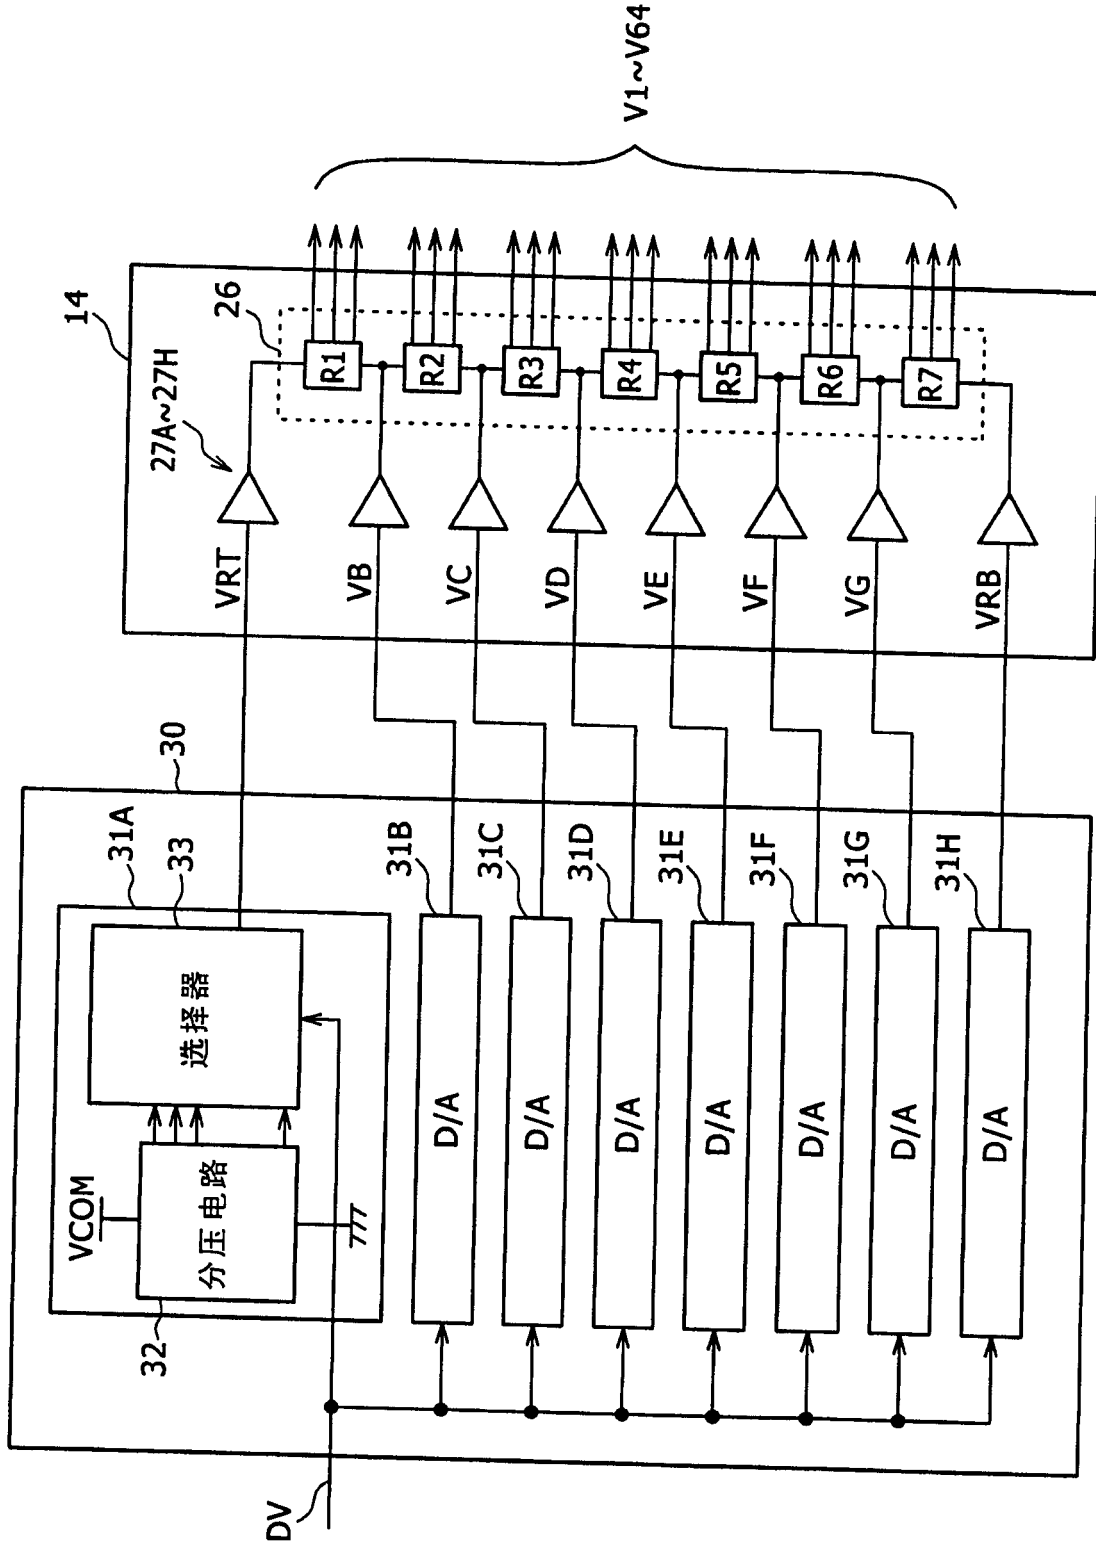 DV
30
31A
32
33
VCOM
分压电路
选择器
31B
D/A
31C
D/A
31D
D/A
31E
D/A
31F
D/A
31G
D/A
31H
D/A
14
27A~27H
26
VRT
VB
VC
VD
VE
VF
VG
VRB
R1
R2
R3
R4
R5
R6
R7
V1~V64